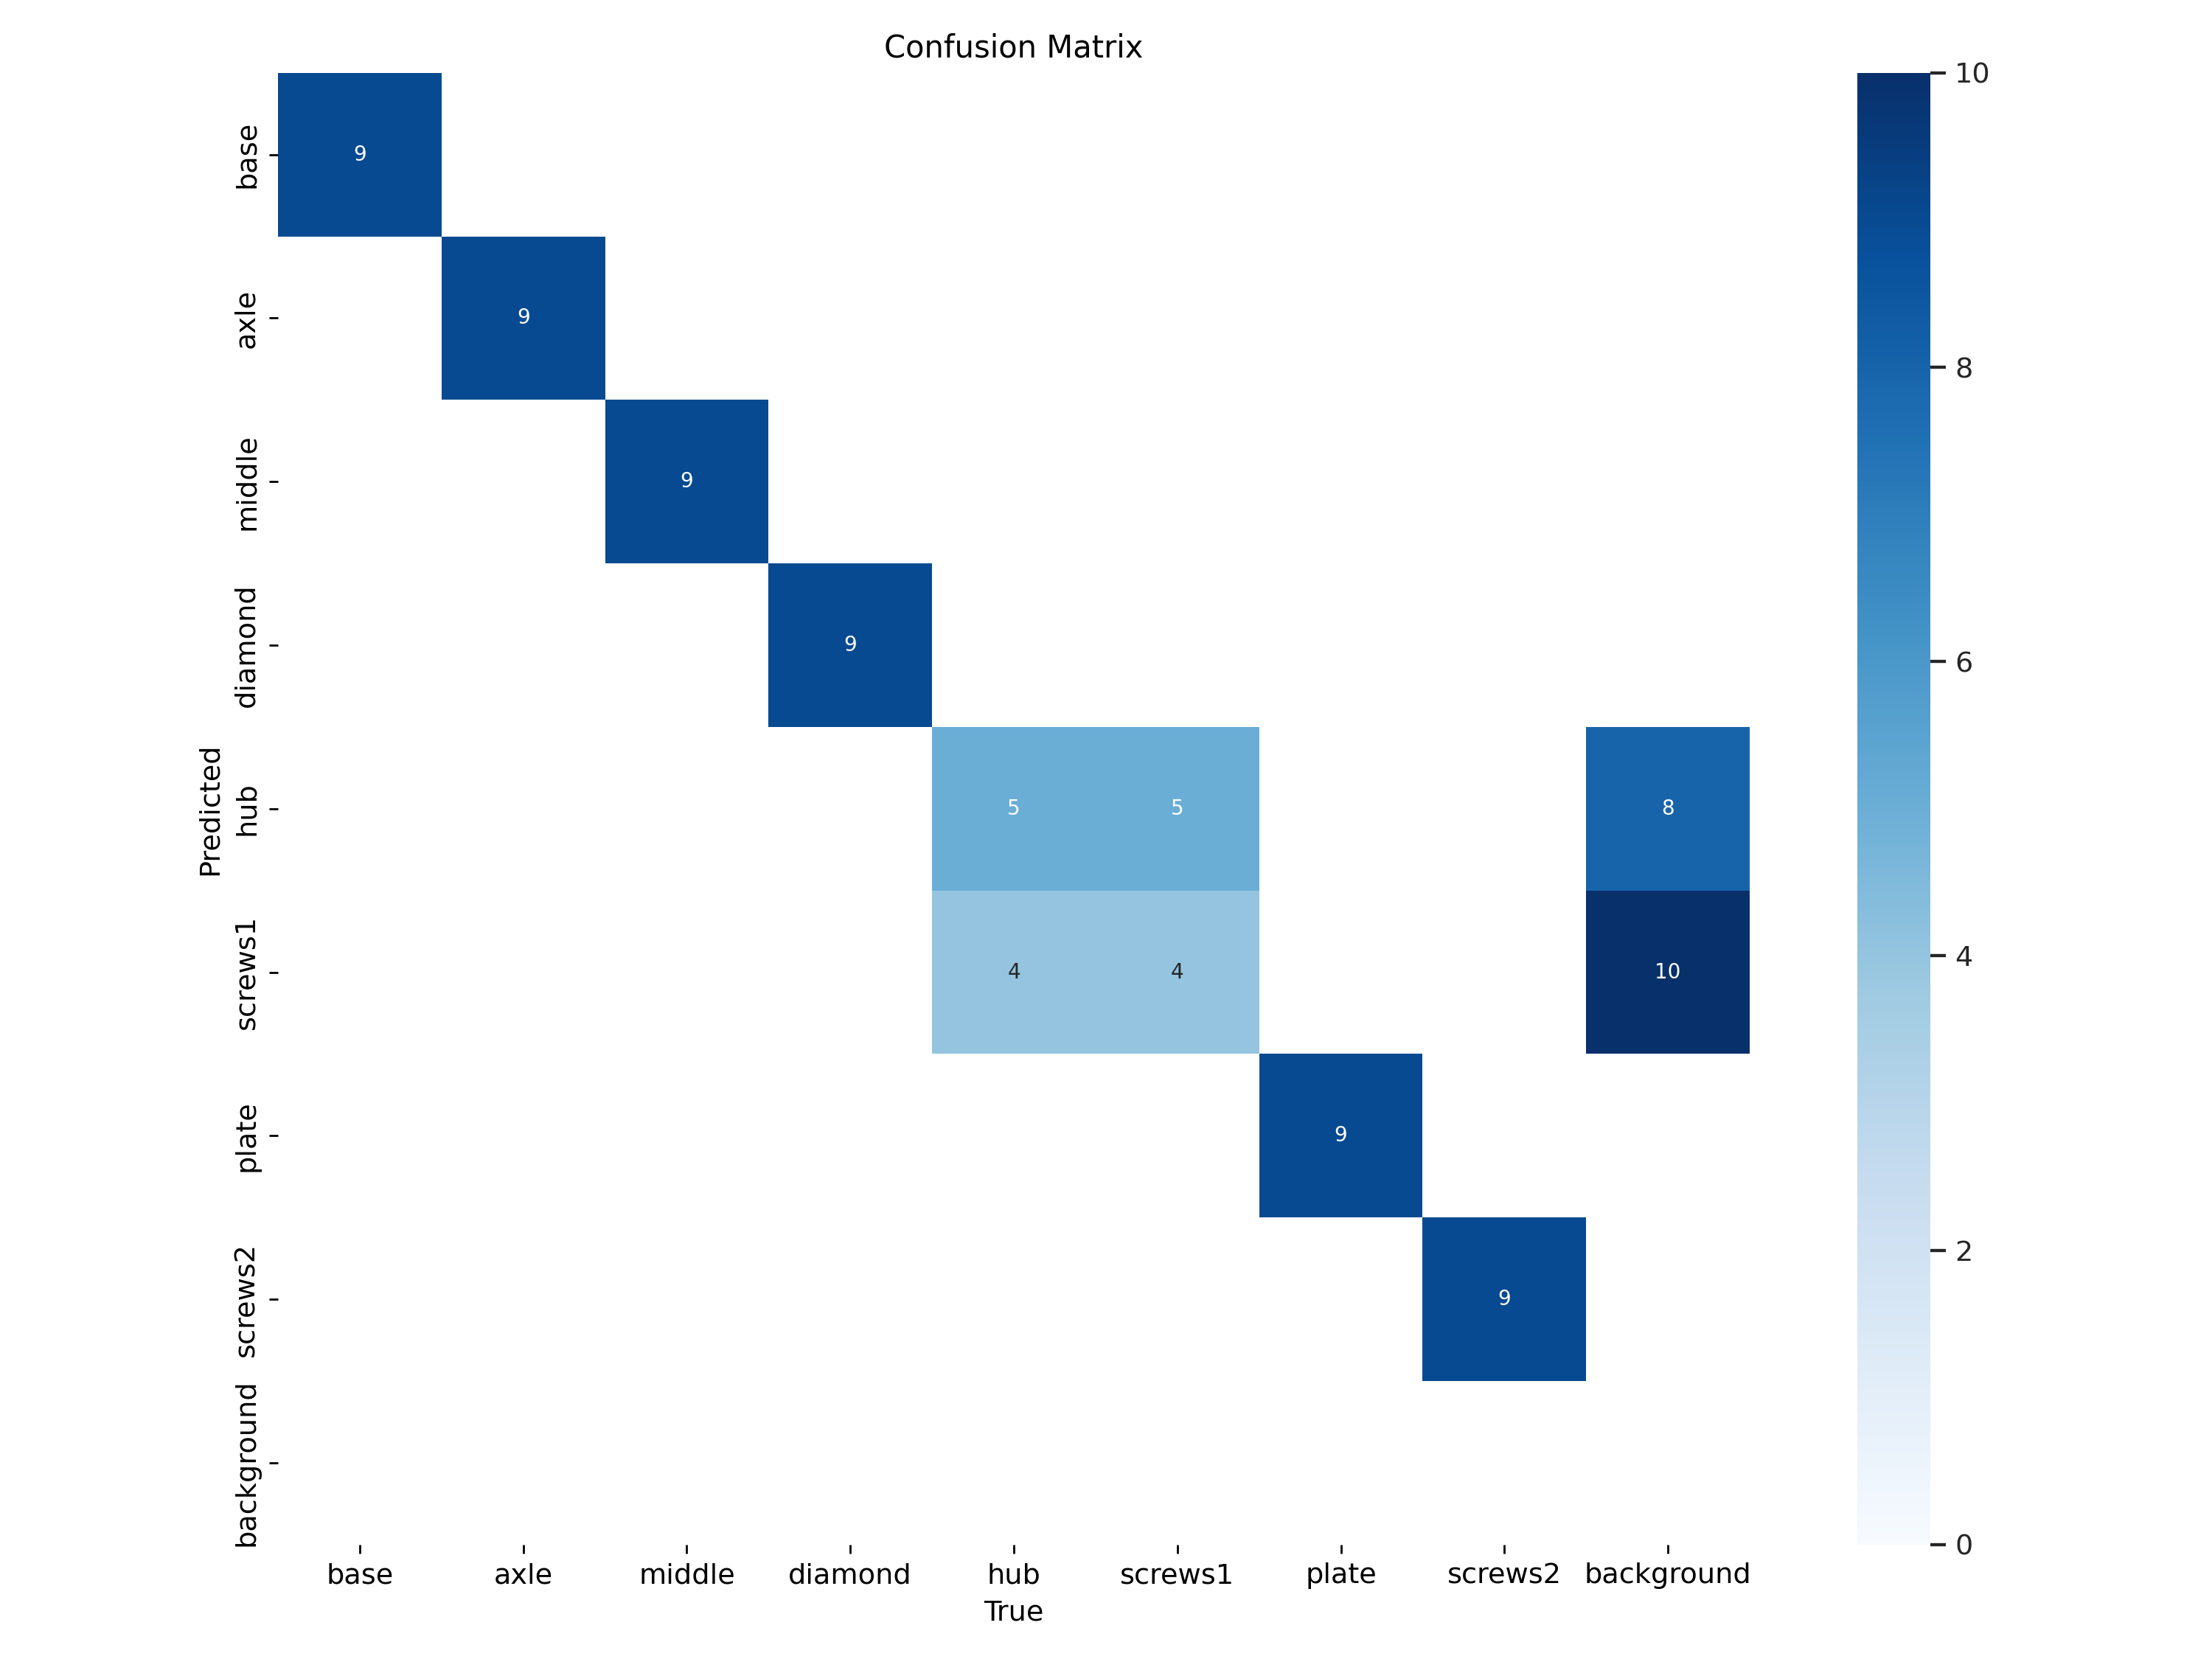 Confusion Matrix
base
axle
middle
diamond
hub
screws1
plate
screws2
background
Predicted
9
9
9
9
5 5 8
4 4 10
9
9
base axle middle diamond hub screws1 plate screws2 background
True
10
8
6
4
2
0